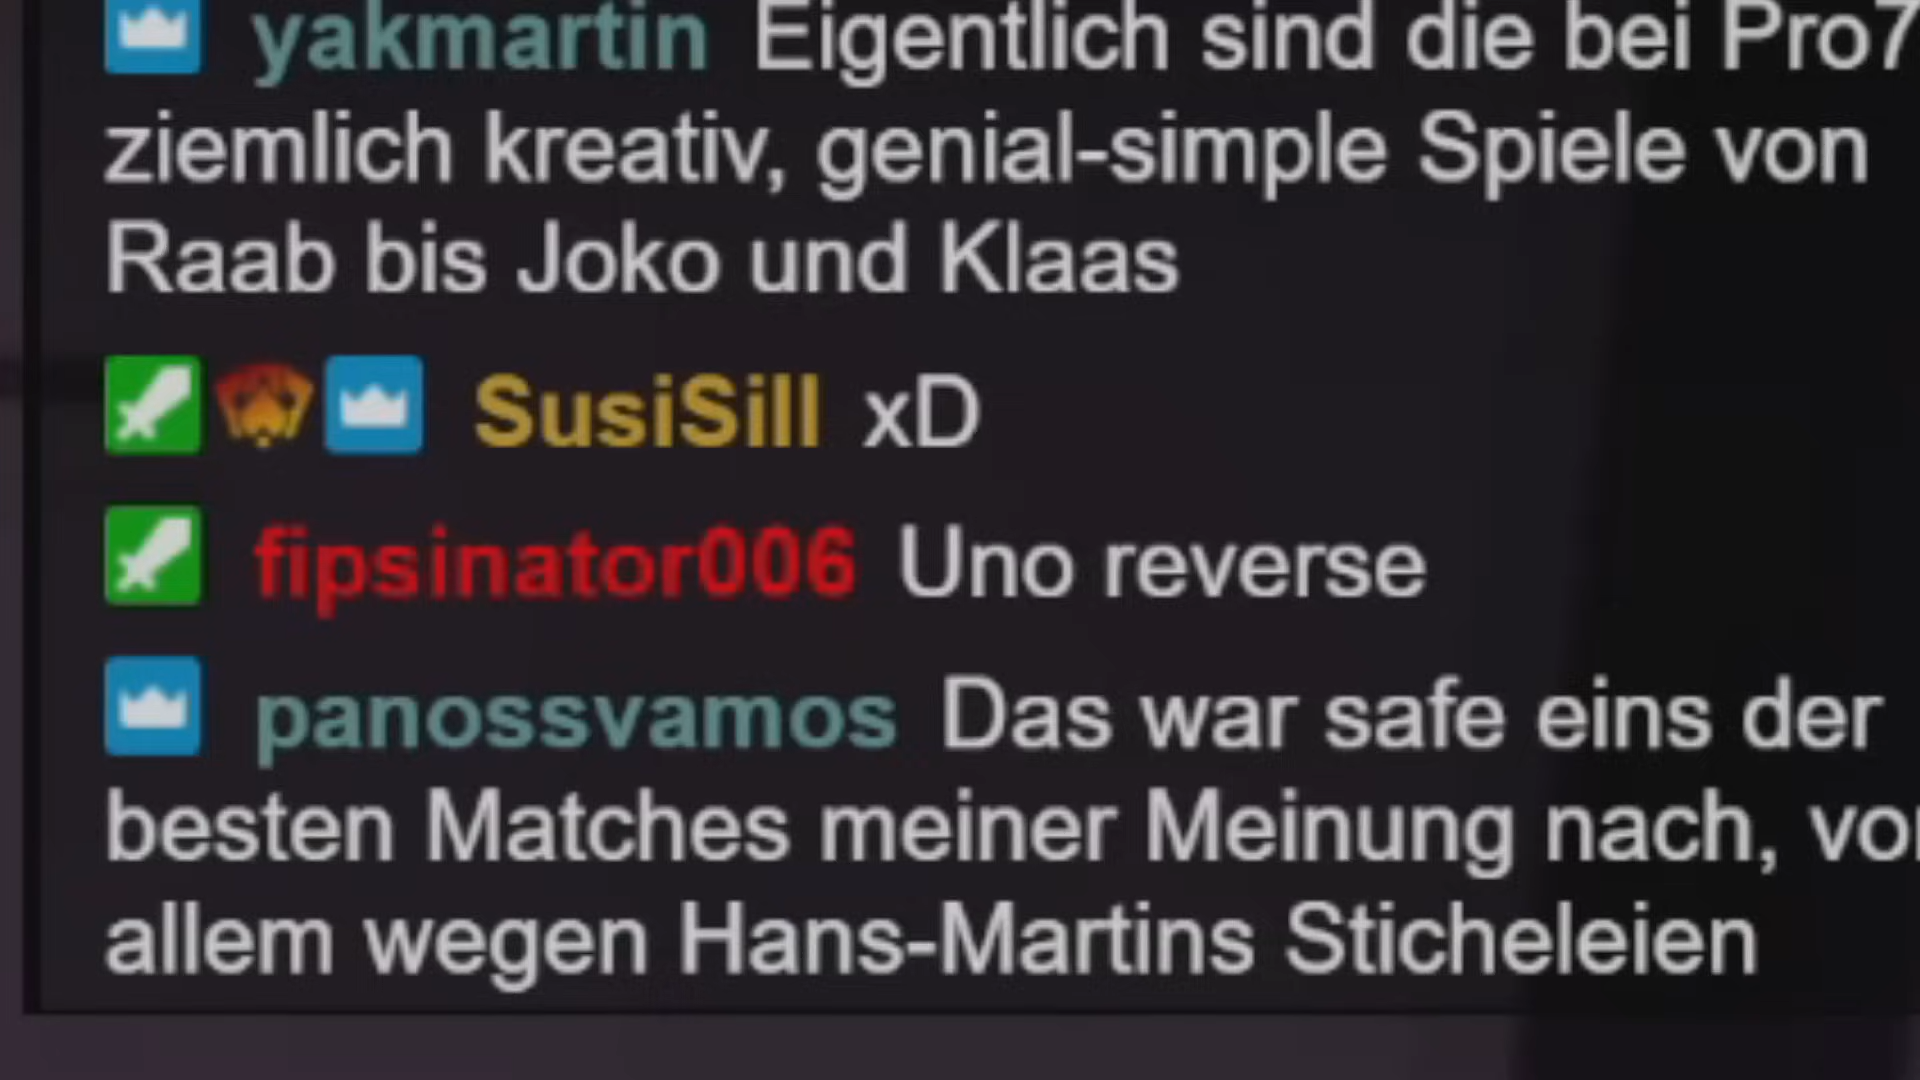 yakmartin Eigentlich sind die bei Pro7
ziemlich kreativ, genial-simple Spiele von
Raab bis Joko und Klaas
SusiSill xD
fipsinator006 Uno reverse
panossvamos Das war safe eins der
besten Matches meiner Meinung nach, vor
allem wegen Hans-Martins Sticheleien